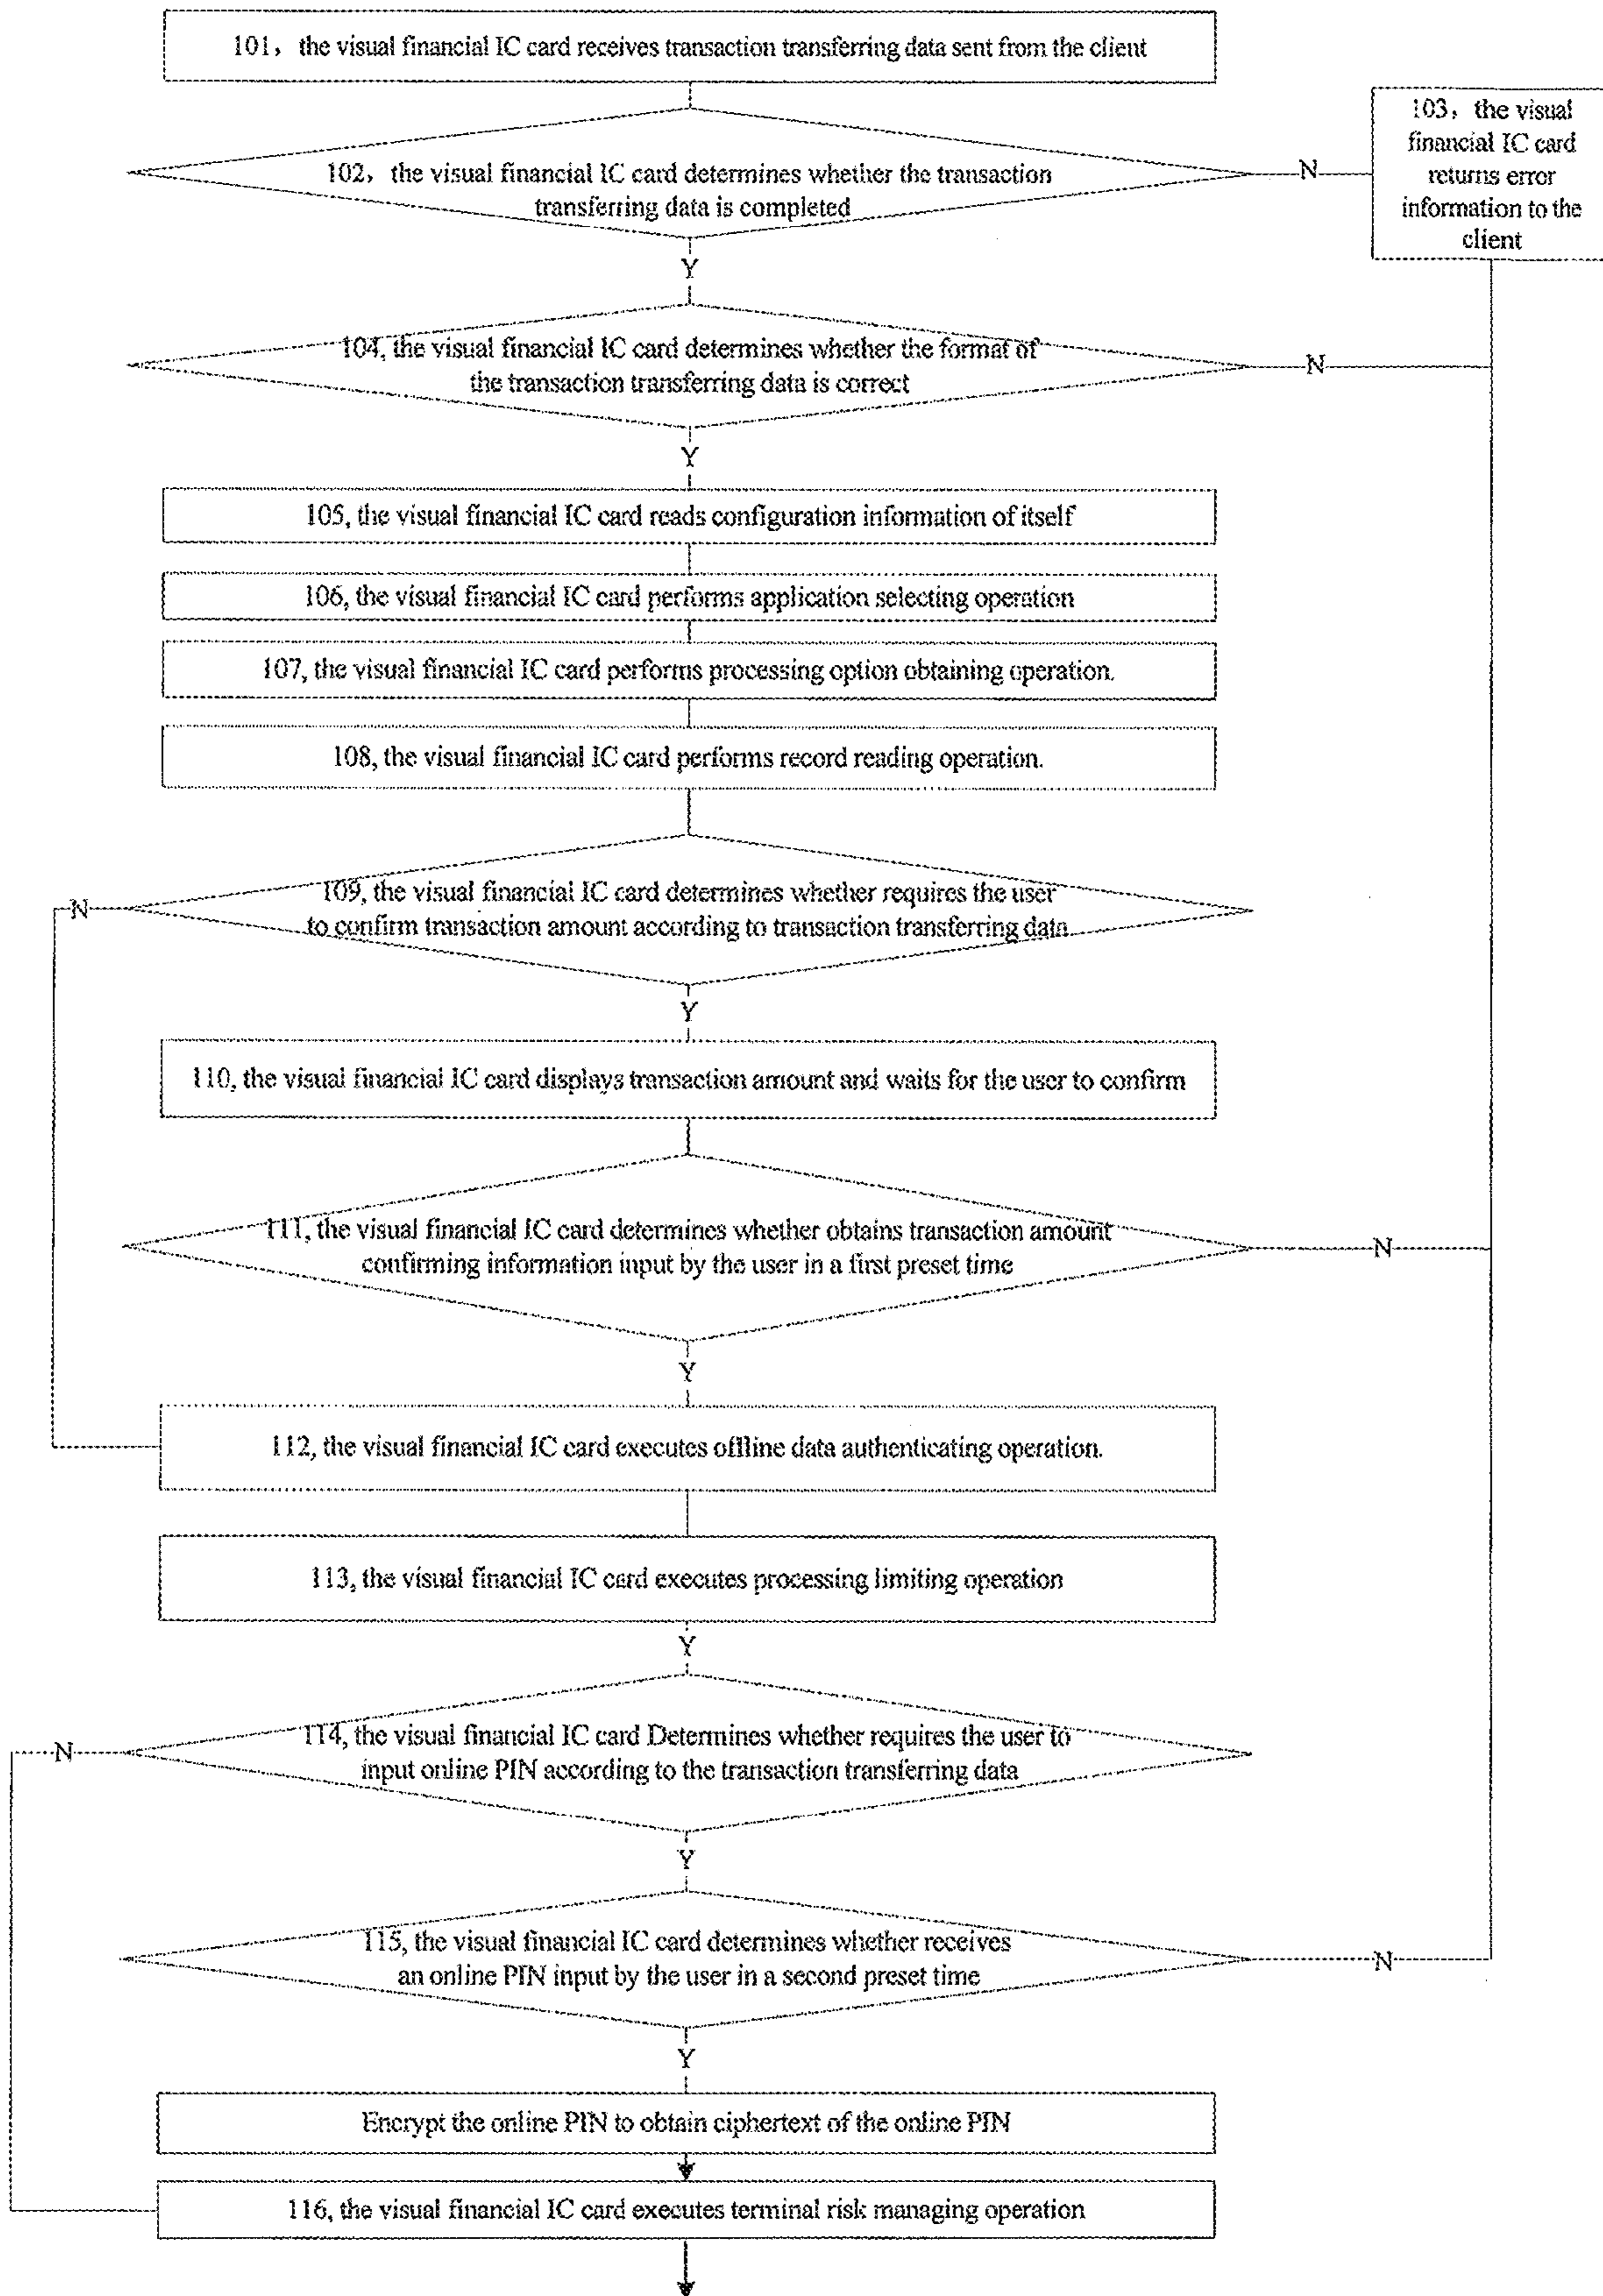 101, the visual financial IC card receives transaction transferring data sent from the client
103, the visual
financial IC card
returns error
information to the
client
102, the visual financial IC card determines whether the transaction
transferring data is completed
N
Y
104, the visual financial IC card determines whether the format of
the transaction transferring data is correct
N
Y
105, the visual financial IC card reads configuration information of itself
106, the visual financial IC card performs application selecting operation
107, the visual financial IC card performs processing option obtaining operation.
108, the visual financial IC card performs record reading operation.
109, the visual financial IC card determines whether requires the user
to confirm transaction amount according to transaction transferring data
N
Y
110, the visual financial IC card displays transaction amount and waits for the user to confirm
111, the visual financial IC card determines whether obtains transaction amount
confirming information input by the user in a first preset time
N
Y
112, the visual financial IC card executes offline data authenticating operation.
113, the visual financial IC card executes processing limiting operation
Y
114, the visual financial IC card Determines whether requires the user to
input online PIN according to the transaction transferring data
N
Y
115, the visual financial IC card determines whether receives
an online PIN input by the user in a second preset time
N
Y
Encrypt the online PIN to obtain ciphertext of the online PIN
116, the visual financial IC card executes terminal risk managing operation